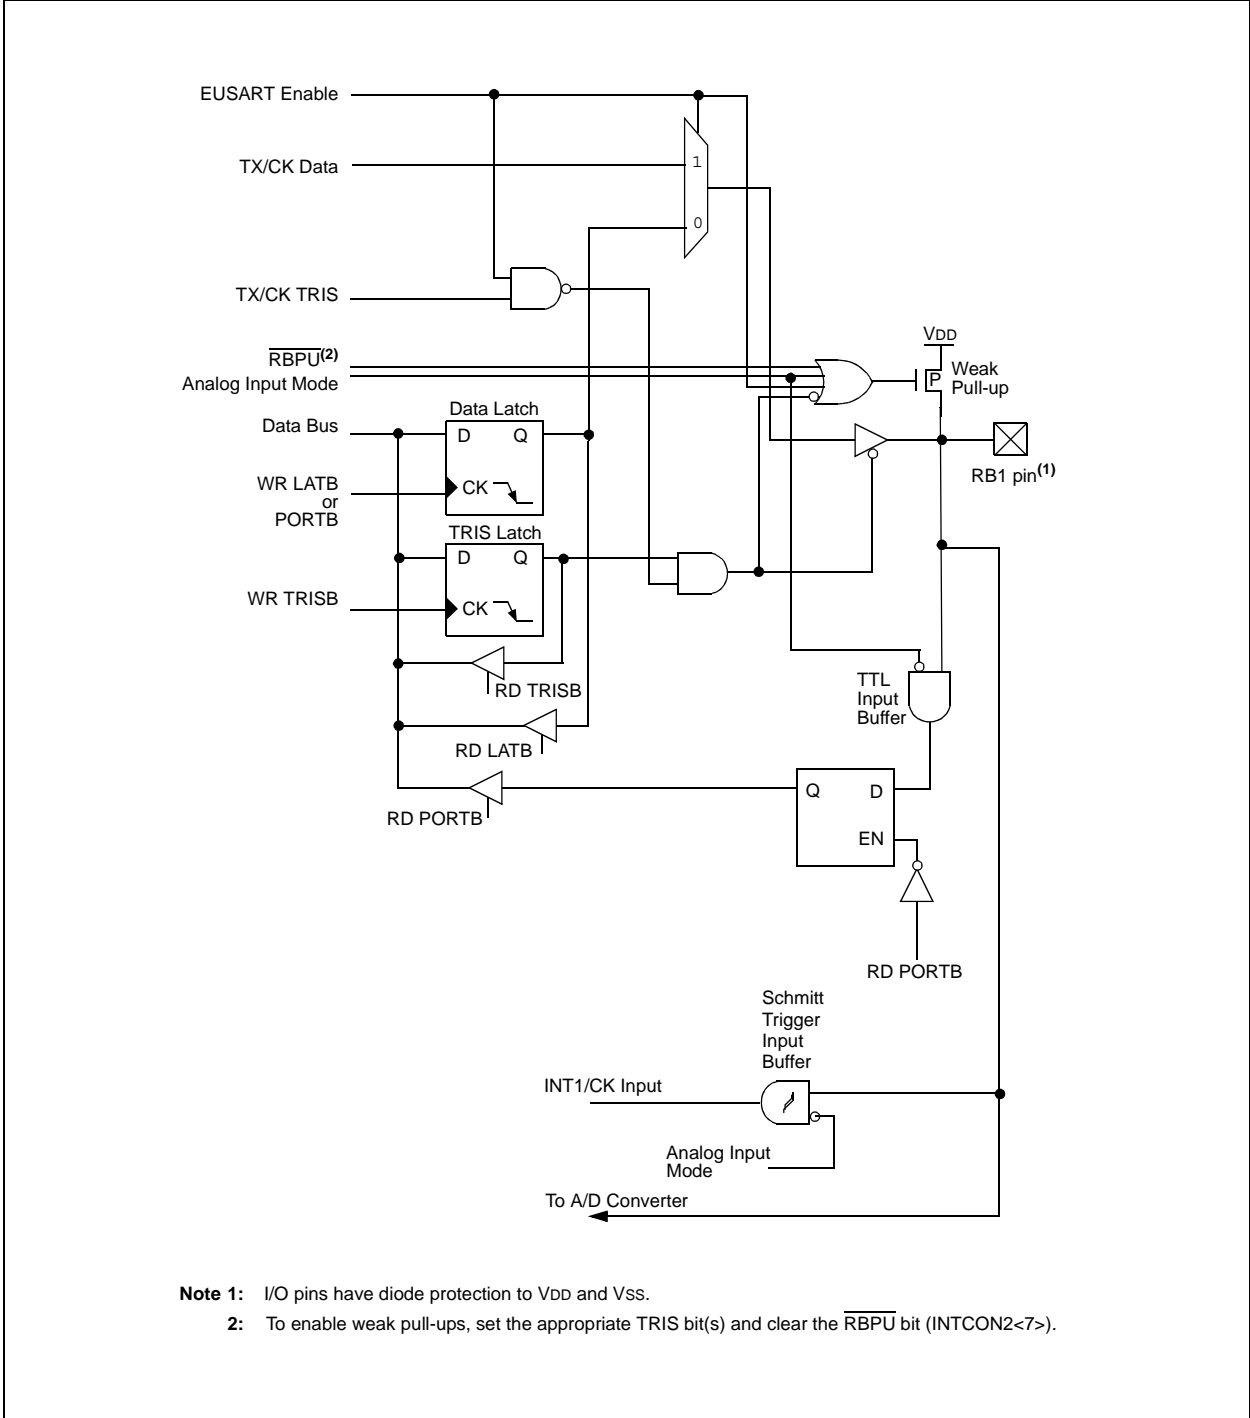 EUSART Enable
TX/CK Data
1
0
TX/CK TRIS
VDD
RBPU(2)
Analog Input Mode
P
Weak
Pull-up
Data Bus
Data Latch
D Q
CK
WR LATB
or
PORTB
RB1 pin(1)
TRIS Latch
D Q
CK
WR TRISB
RD TRISB
TTL
Input
Buffer
RD LATB
Q D
EN
RD PORTB
RD PORTB
Schmitt
Trigger
Input
Buffer
INT1/CK Input
Analog Input
Mode
To A/D Converter
Note 1: I/O pins have diode protection to VDD and VSS.
2: To enable weak pull-ups, set the appropriate TRIS bit(s) and clear the RBPU bit (INTCON2<7>).